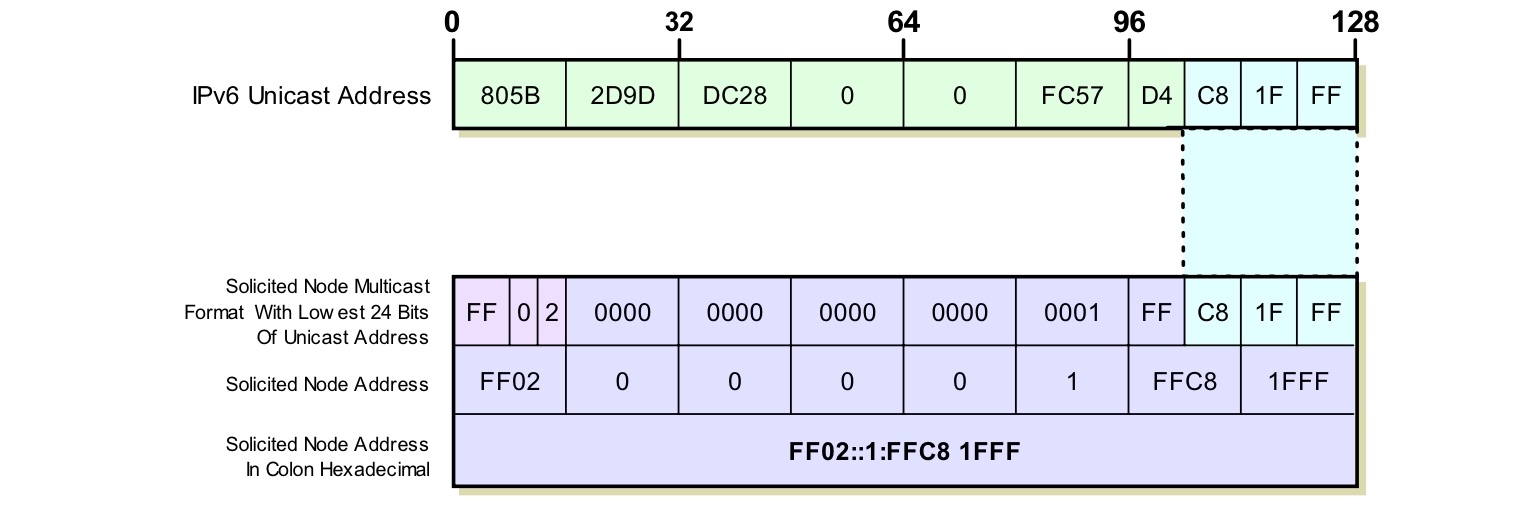 0 32 64 96 128
IPv6 Unicast Address 805B 2D9D DC28 0 0 FC57 D4 C8 1F FF
Solicited Node Multicast
Format With Lowest 24 Bits
Of Unicast Address
FF 0 2 0000 0000 0000 0000 0001 FF C8 1F FF
Solicited Node Address FF02 0 0 0 0 1 FFC8 1FFF
Solicited Node Address
In Colon Hexadecimal
FF02::1:FFC8 1FFF